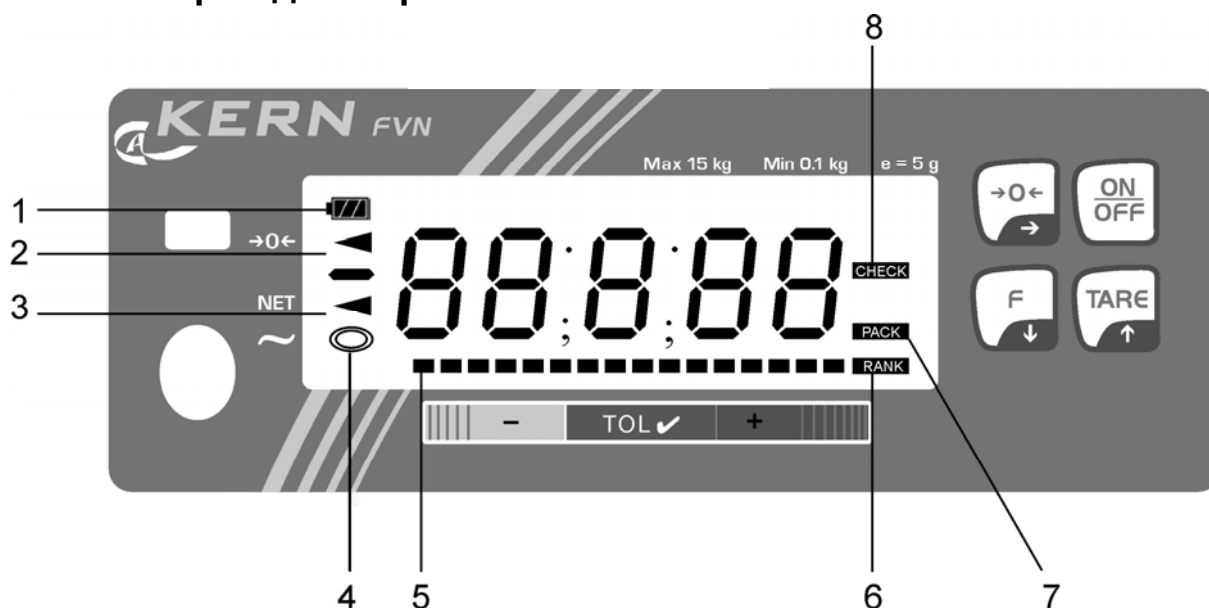 8
KERN FVN
Max 15 kg Min 0.1 kg e = 5 g
→0← ON
OFF
→
1
→0←
2
88:8:88
CHECK
NET
3
F TARE
↓ ↑
~
PACK
RANK
- TOL ✔ +
4 5 6 7